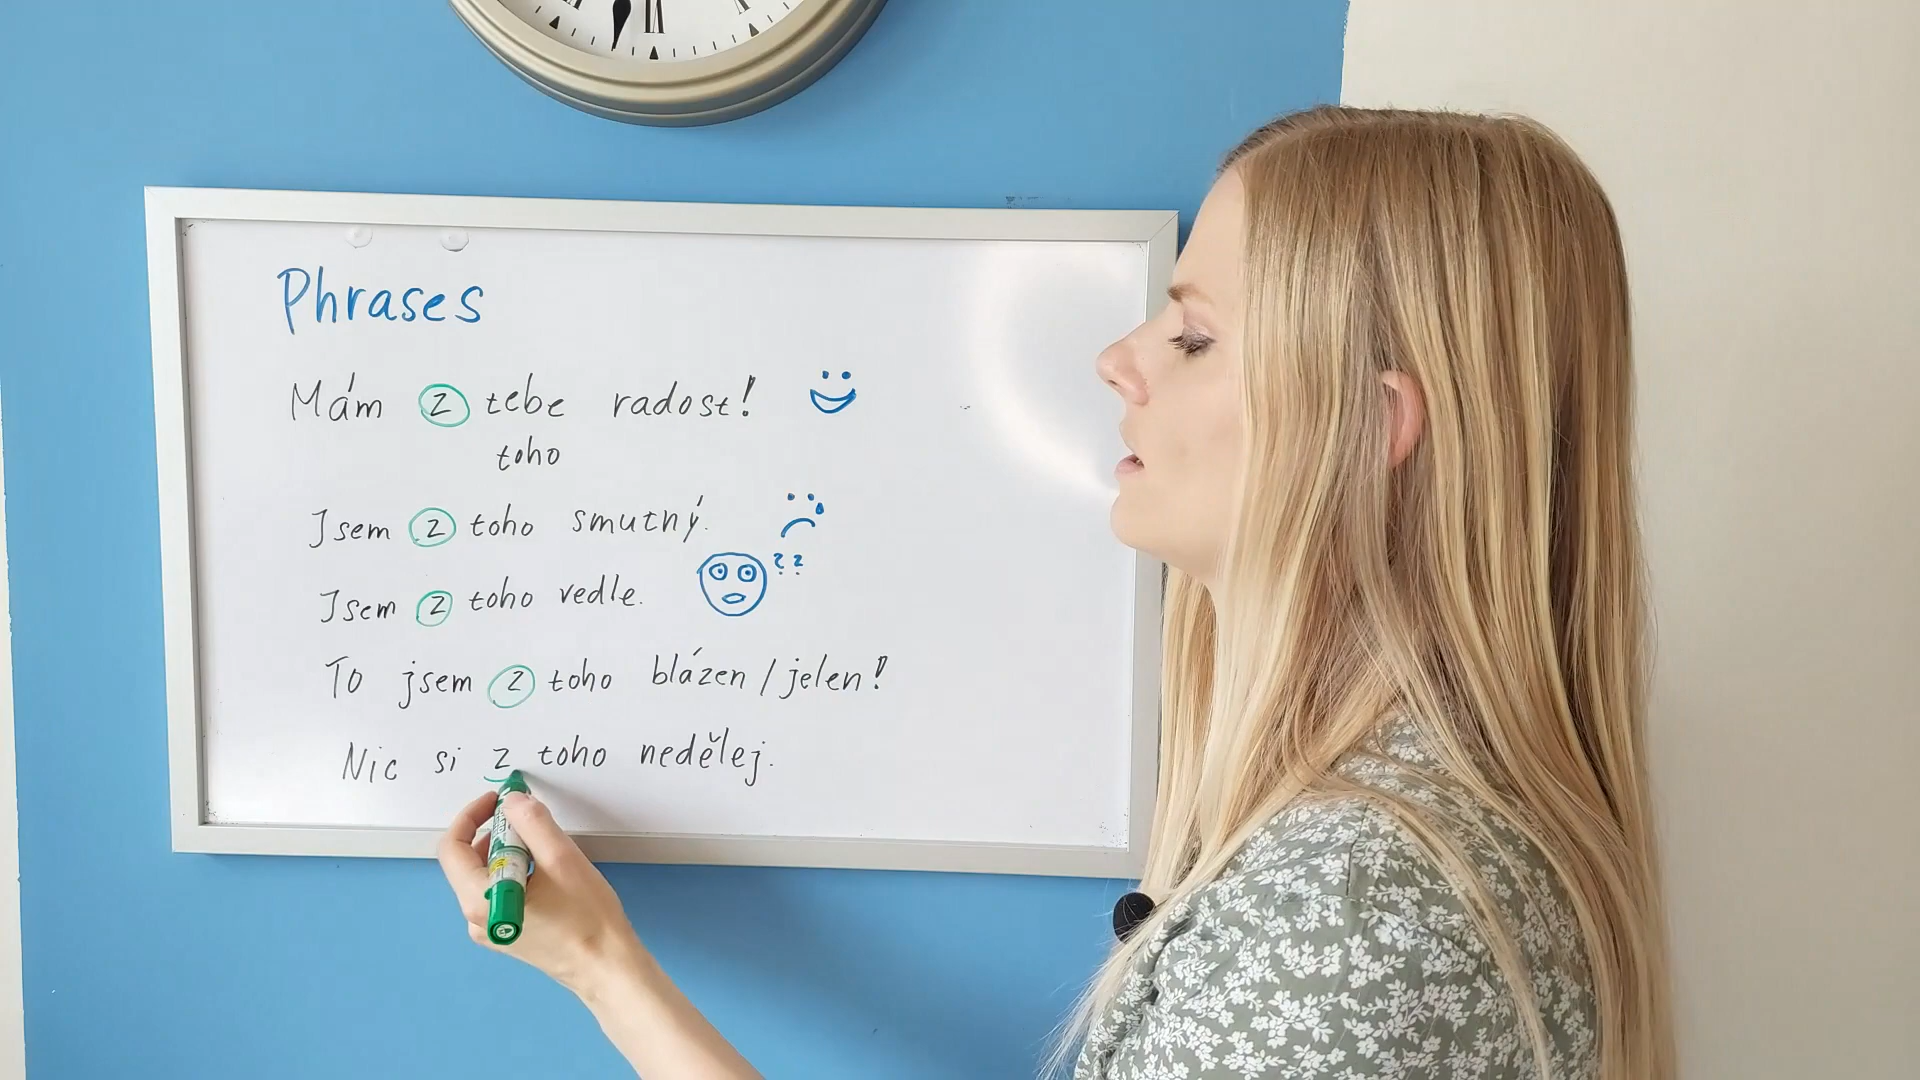 Phrases
Mám z tebe radost!
toho
Jsem z toho smutný.
??
Jsem z toho vedle.
To jsem z toho blázen/jelen!
Nic si z toho nedělej.